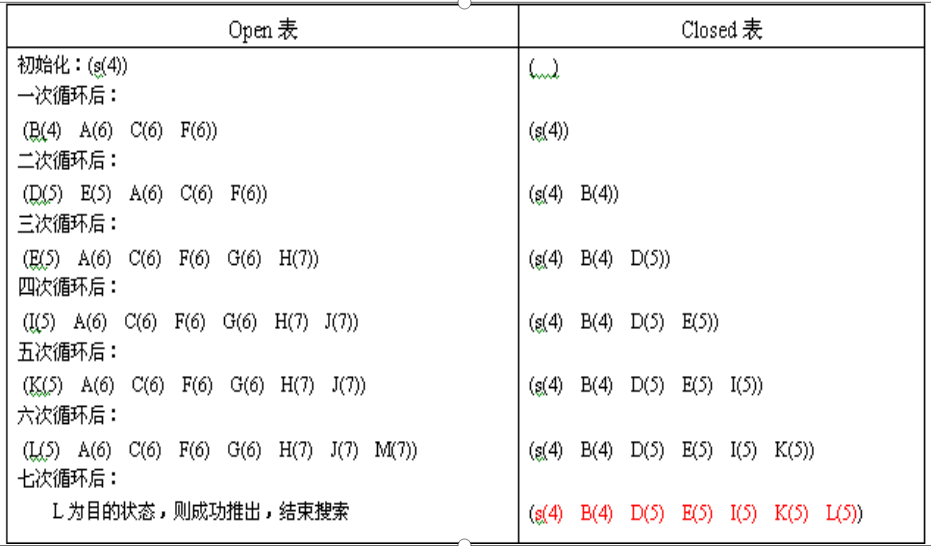 Open 表 Closed 表
初始化：(s(4)) (...)
一次循环后：
(B(4) A(6) C(6) F(6)) (s(4))
二次循环后：
(D(5) E(5) A(6) C(6) F(6)) (s(4) B(4))
三次循环后：
(E(5) A(6) C(6) F(6) G(6) H(7)) (s(4) B(4) D(5))
四次循环后：
(I(5) A(6) C(6) F(6) G(6) H(7) J(7)) (s(4) B(4) D(5) E(5))
五次循环后：
(K(5) A(6) C(6) F(6) G(6) H(7) J(7)) (s(4) B(4) D(5) E(5) I(5))
六次循环后：
(L(5) A(6) C(6) F(6) G(6) H(7) J(7) M(7)) (s(4) B(4) D(5) E(5) I(5) K(5))
七次循环后：
L 为目的状态，则成功推出，结束搜索 (s(4) B(4) D(5) E(5) I(5) K(5) L(5))